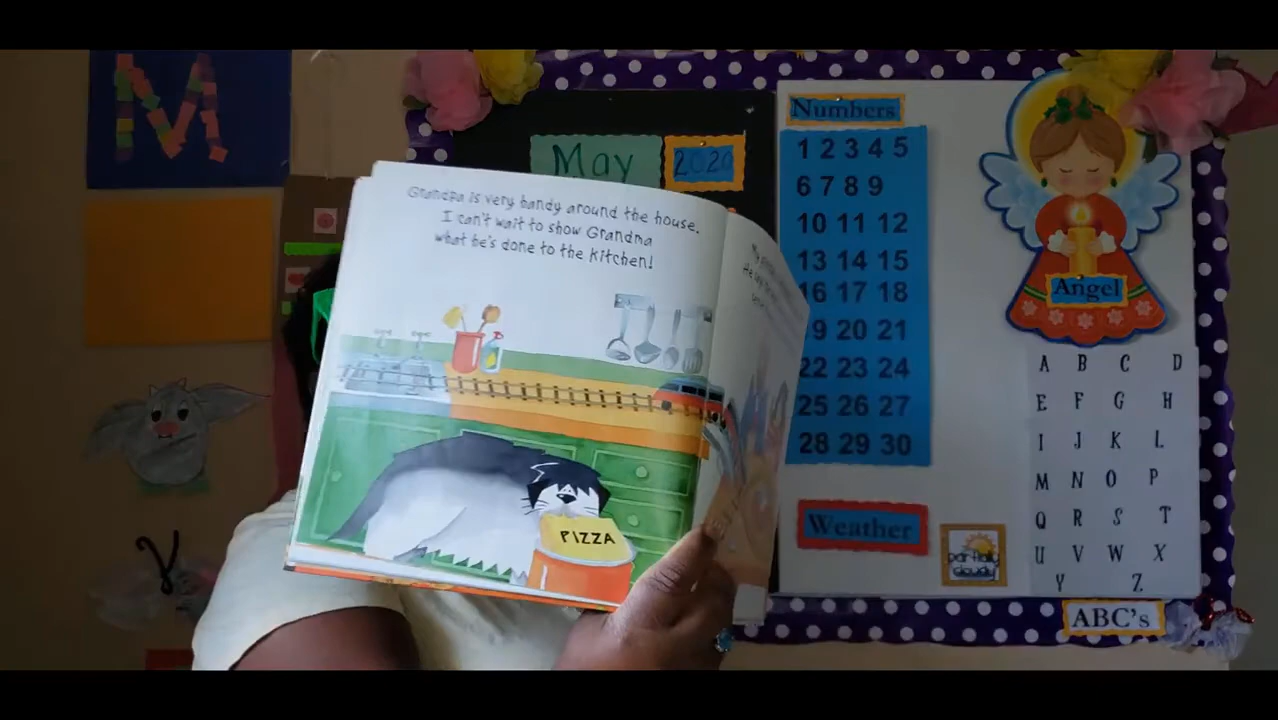 M
May
2020
Grandpa is very handy around the house.
I can't wait to show Grandma
what he's done to the kitchen!
PIZZA
Numbers
1 2 3 4 5
6 7 8 9
10 11 12
13 14 15
16 17 18
9 20 21
22 23 24
25 26 27
28 29 30
Weather
partially
cloudy
Angel
A B C D
E F G H
I J K L
M N O P
Q R S T
U V W X
Y Z
ABC's